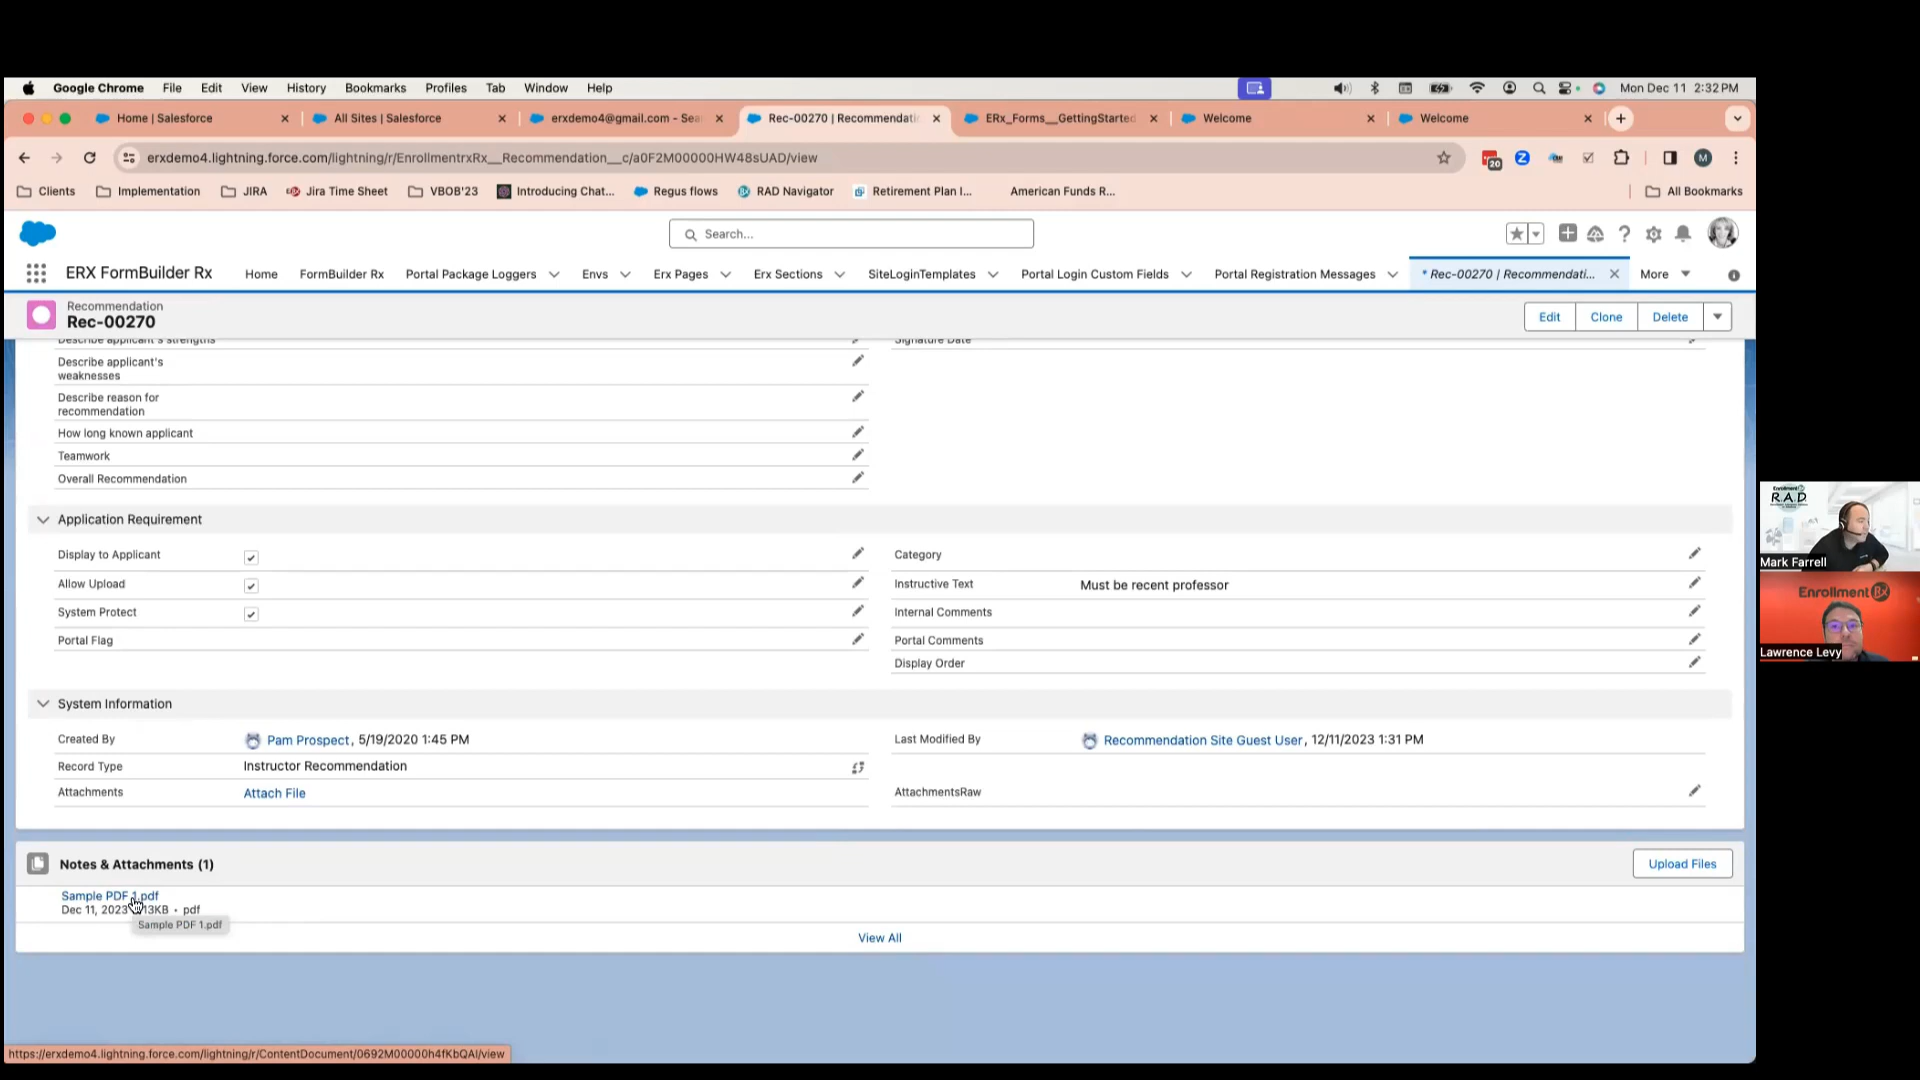 Google Chrome File Edit View History Bookmarks Profiles Tab Window Help Mon Dec 11 2:32 PM
Home | Salesforce All Sites | Salesforce erxdemo4@gmail.com - Sea Rec-00270 | Recommendatio ERx_Forms__GettingStarted Welcome Welcome
erxdemo4.lightning.force.com/lightning/r/EnrollmentrxRx__Recommendation__c/a0F2M00000HW48sUAD/view 20 M
Clients Implementation JIRA Jira Time Sheet VBOB'23 Introducing Chat... Regus flows RAD Navigator Retirement Plan I... American Funds R... All Bookmarks
Search...
ERX FormBuilder Rx Home FormBuilder Rx Portal Package Loggers Envs Erx Pages Erx Sections SiteLoginTemplates Portal Login Custom Fields Portal Registration Messages * Rec-00270 | Recommendati... More
Recommendation
Rec-00270
Edit Clone Delete
Describe applicant's strengths Signature Date
Describe applicant's
weaknesses
Describe reason for
recommendation
How long known applicant
Teamwork
Overall Recommendation
Application Requirement
Display to Applicant Category
Allow Upload Instructive Text Must be recent professor
System Protect Internal Comments
Portal Flag Portal Comments
Display Order
System Information
Created By Pam Prospect, 5/19/2020 1:45 PM Last Modified By Recommendation Site Guest User, 12/11/2023 1:31 PM
Record Type Instructor Recommendation
Attachments Attach File AttachmentsRaw
Notes & Attachments (1) Upload Files
Sample PDF 1.pdf
Dec 11, 2023 13KB • pdf
Sample PDF 1.pdf
View All
https://erxdemo4.lightning.force.com/lightning/r/ContentDocument/0692M00000h4fKbQAI/view
Enrollment
R.A.D
Mark Farrell
EnrollmentRx
Lawrence Levy